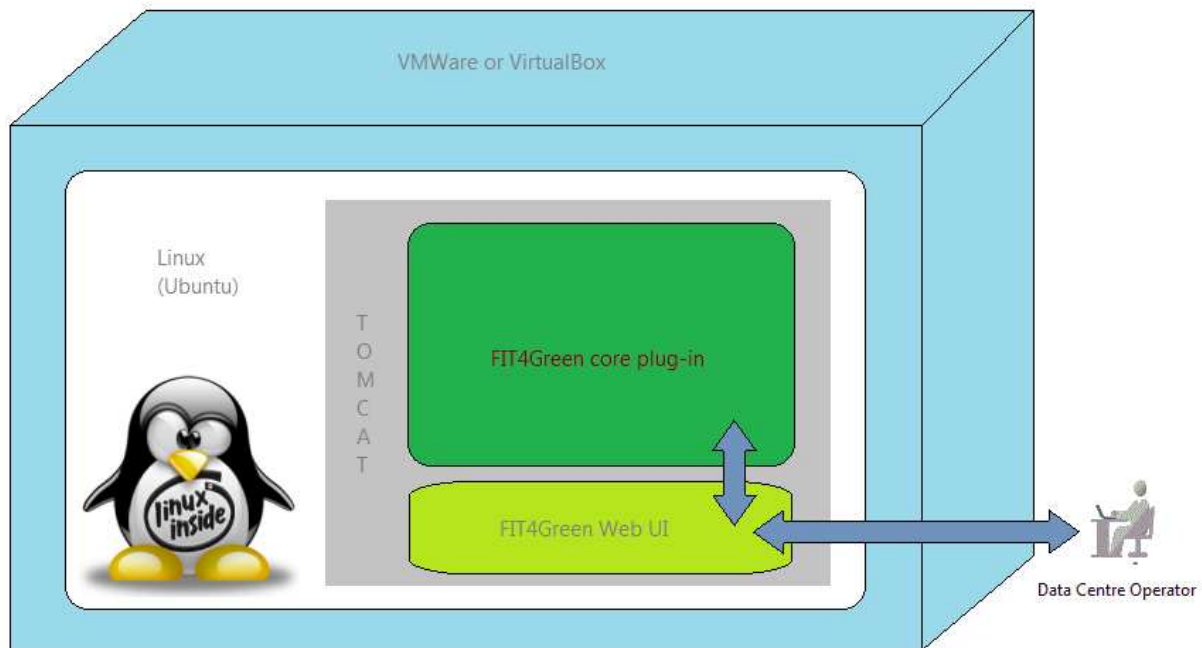 VMWare or VirtualBox
Linux
(Ubuntu)
T
O
M
C
A
T
FIT4Green core plug-in
linux
inside
FIT4Green Web UI
Data Centre Operator